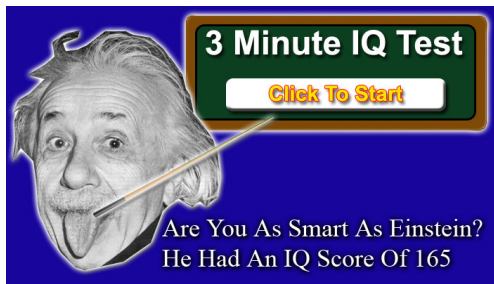 3 Minute IQ Test
Click To Start
Are You As Smart As Einstein?
He Had An IQ Score Of 165